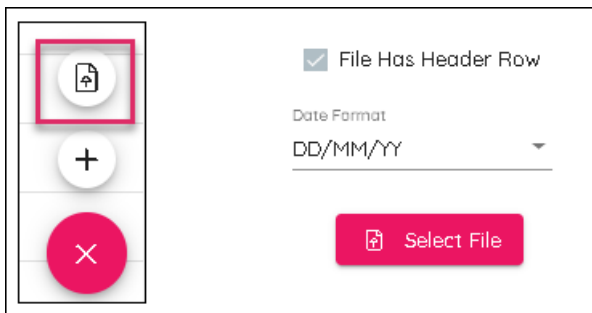 File Has Header Row
Date Format
DD/MM/YY
Select File